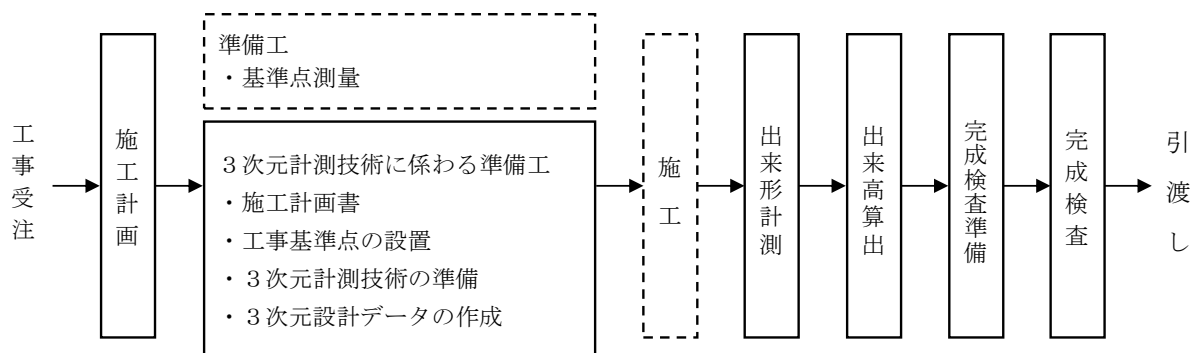 工事受注
施工計画
準備工
・基準点測量
３次元計測技術に係わる準備工
・施工計画書
・工事基準点の設置
・３次元計測技術の準備
・３次元設計データの作成
施工
出来形計測
出来高算出
完成検査準備
完成検査
引渡し